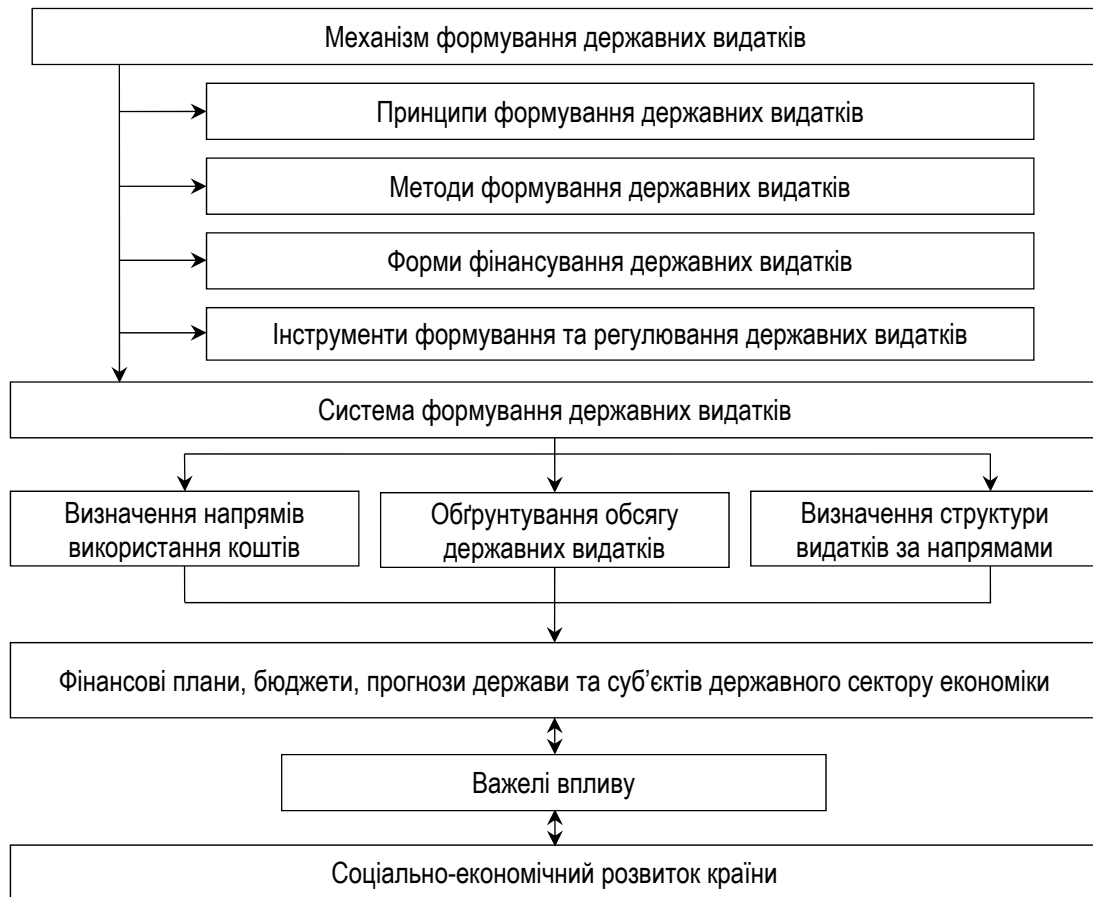 Механізм формування державних видатків
Принципи формування державних видатків
Методи формування державних видатків
Форми фінансування державних видатків
Інструменти формування та регулювання державних видатків
Система формування державних видатків
Визначення напрямів
використання коштів
Обґрунтування обсягу
державних видатків
Визначення структури
видатків за напрямами
Фінансові плани, бюджети, прогнози держави та суб’єктів державного сектору економіки
Важелі впливу
Соціально-економічний розвиток країни